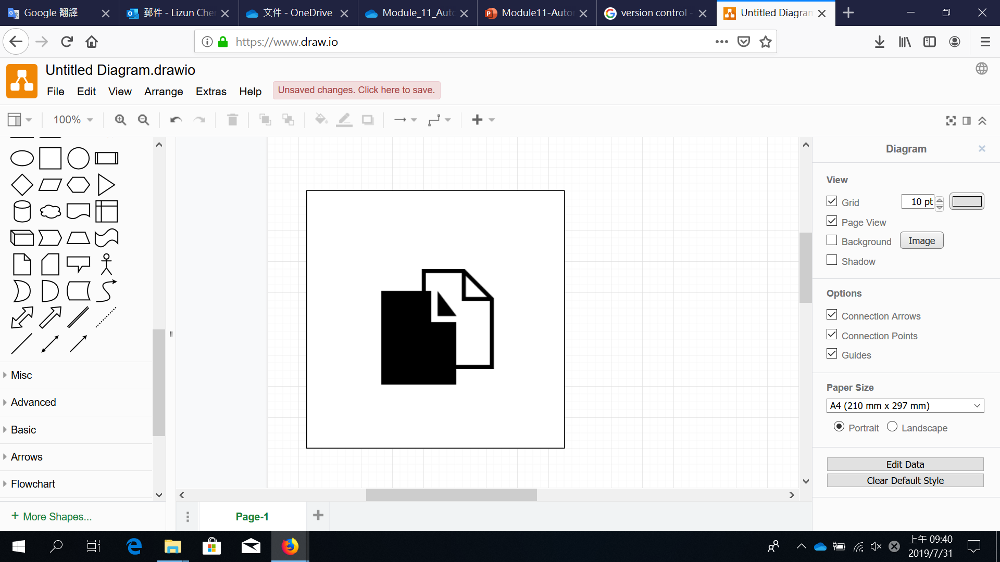 Google 翻譯
郵件 - Lizun Cher
文件 - OneDrive
Module_11_Auto
Module11-Autor
version control -
Untitled Diagram
https://www.draw.io
Untitled Diagram.drawio
File Edit View Arrange Extras Help
Unsaved changes. Click here to save.
100%
Diagram
View
Grid
10 pt
Page View
Background
Image
Shadow
Options
Connection Arrows
Connection Points
Guides
Paper Size
A4 (210 mm x 297 mm)
Portrait
Landscape
Edit Data
Clear Default Style
Misc
Advanced
Basic
Arrows
Flowchart
+ More Shapes...
Page-1
上午 09:40
2019/7/31